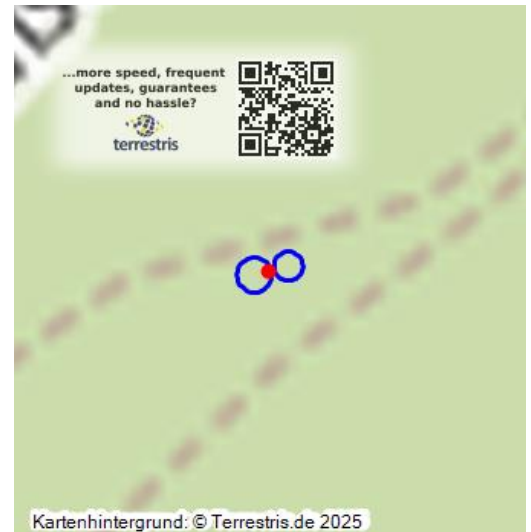 ...more speed, frequent
updates, guarantees
and no hassle?
terrestris
Kartenhintergrund: © Terrestris.de 2025